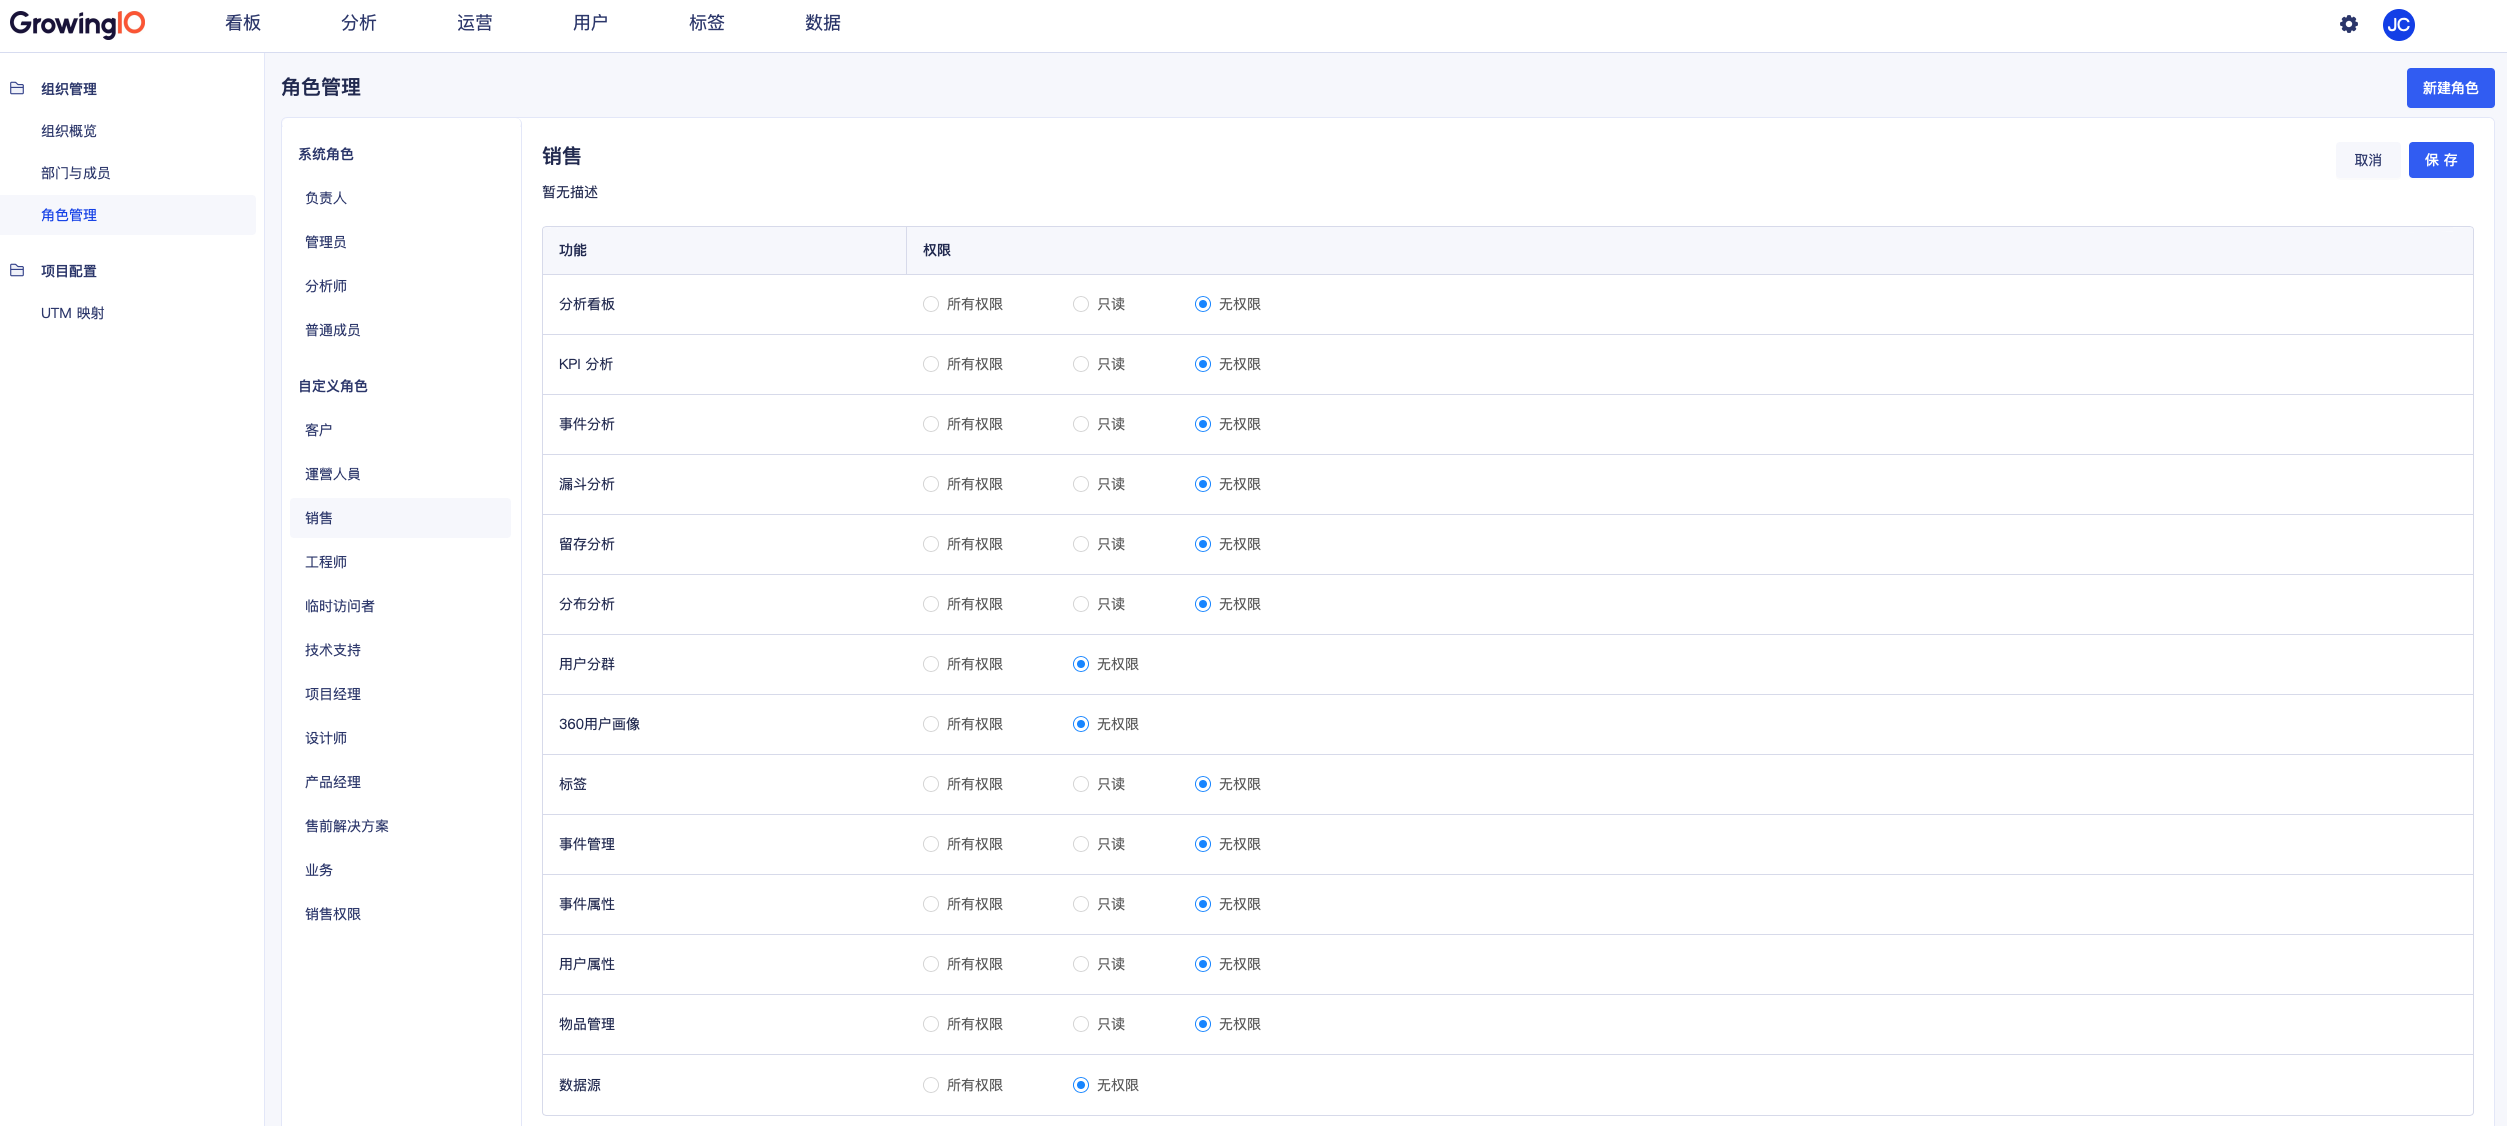 GrowingIO
看板 分析 运营 用户 标签 数据
JC
组织管理
组织概览
部门与成员
角色管理
项目配置
UTM 映射
角色管理
新建角色
系统角色
负责人
管理员
分析师
普通成员
自定义角色
客户
運營人員
销售
工程师
临时访问者
技术支持
项目经理
设计师
产品经理
售前解决方案
业务
销售权限
销售
取消 保 存
暂无描述
功能 权限
分析看板 所有权限 只读 无权限
KPI 分析 所有权限 只读 无权限
事件分析 所有权限 只读 无权限
漏斗分析 所有权限 只读 无权限
留存分析 所有权限 只读 无权限
分布分析 所有权限 只读 无权限
用户分群 所有权限 无权限
360用户画像 所有权限 无权限
标签 所有权限 只读 无权限
事件管理 所有权限 只读 无权限
事件属性 所有权限 只读 无权限
用户属性 所有权限 只读 无权限
物品管理 所有权限 只读 无权限
数据源 所有权限 无权限